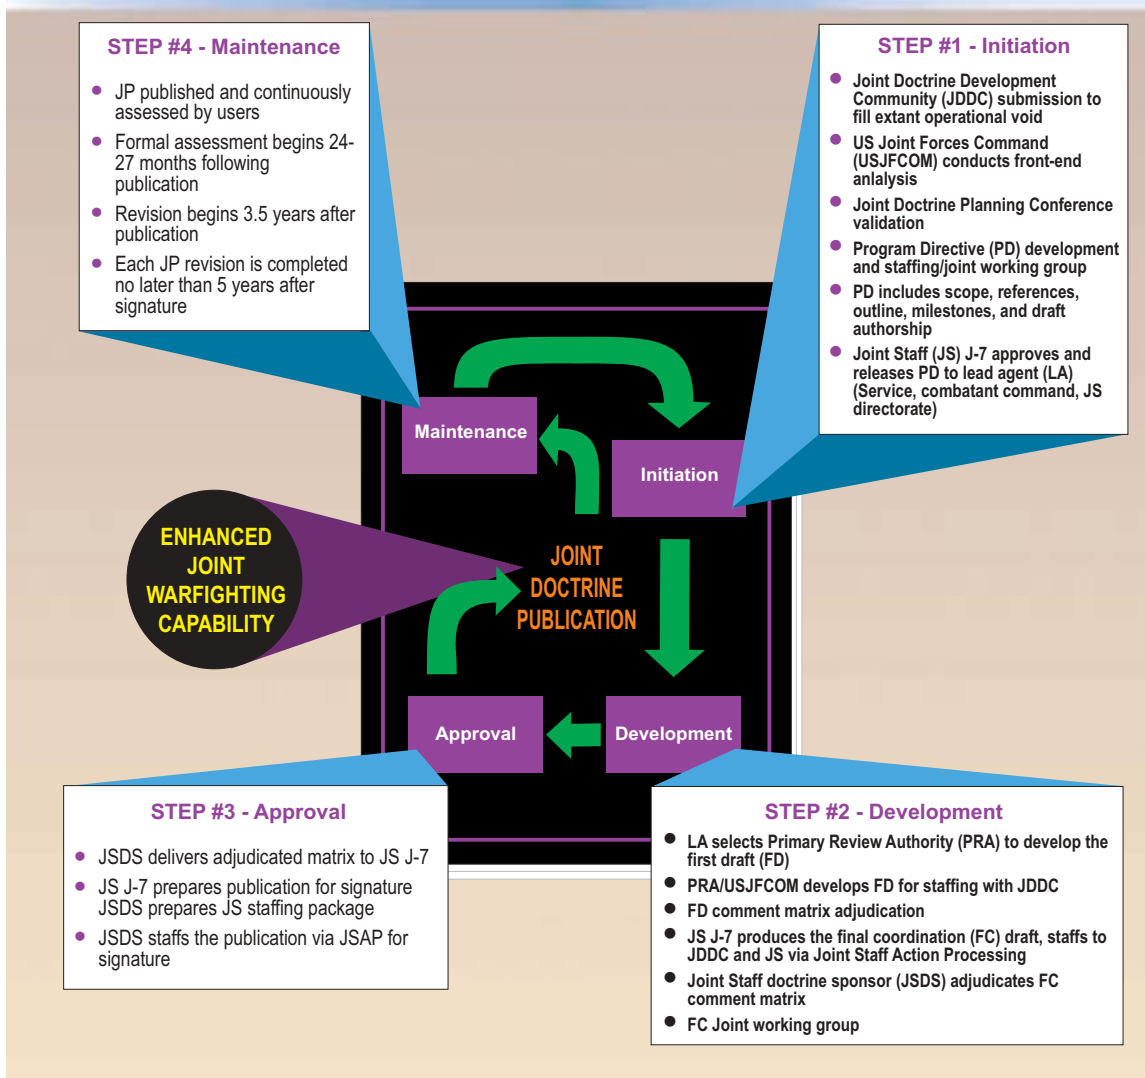 STEP #4 - Maintenance
• JP published and continuously
assessed by users
• Formal assessment begins 24-
27 months following
publication
• Revision begins 3.5 years after
publication
• Each JP revision is completed
no later than 5 years after
signature
STEP #1 - Initiation
• Joint Doctrine Development
Community (JDDC) submission to
fill extant operational void
• US Joint Forces Command
(USJFCOM) conducts front-end
anlalysis
• Joint Doctrine Planning Conference
validation
• Program Directive (PD) development
and staffing/joint working group
• PD includes scope, references,
outline, milestones, and draft
authorship
• Joint Staff (JS) J-7 approves and
releases PD to lead agent (LA)
(Service, combatant command, JS
directorate)
Maintenance
Initiation
ENHANCED
JOINT
WARFIGHTING
CAPABILITY
JOINT
DOCTRINE
PUBLICATION
Approval
Development
STEP #3 - Approval
• JSDS delivers adjudicated matrix to JS J-7
• JS J-7 prepares publication for signature
JSDS prepares JS staffing package
• JSDS staffs the publication via JSAP for
signature
STEP #2 - Development
• LA selects Primary Review Authority (PRA) to develop the
first draft (FD)
• PRA/USJFCOM develops FD for staffing with JDDC
• FD comment matrix adjudication
• JS J-7 produces the final coordination (FC) draft, staffs to
JDDC and JS via Joint Staff Action Processing
• Joint Staff doctrine sponsor (JSDS) adjudicates FC
comment matrix
• FC Joint working group